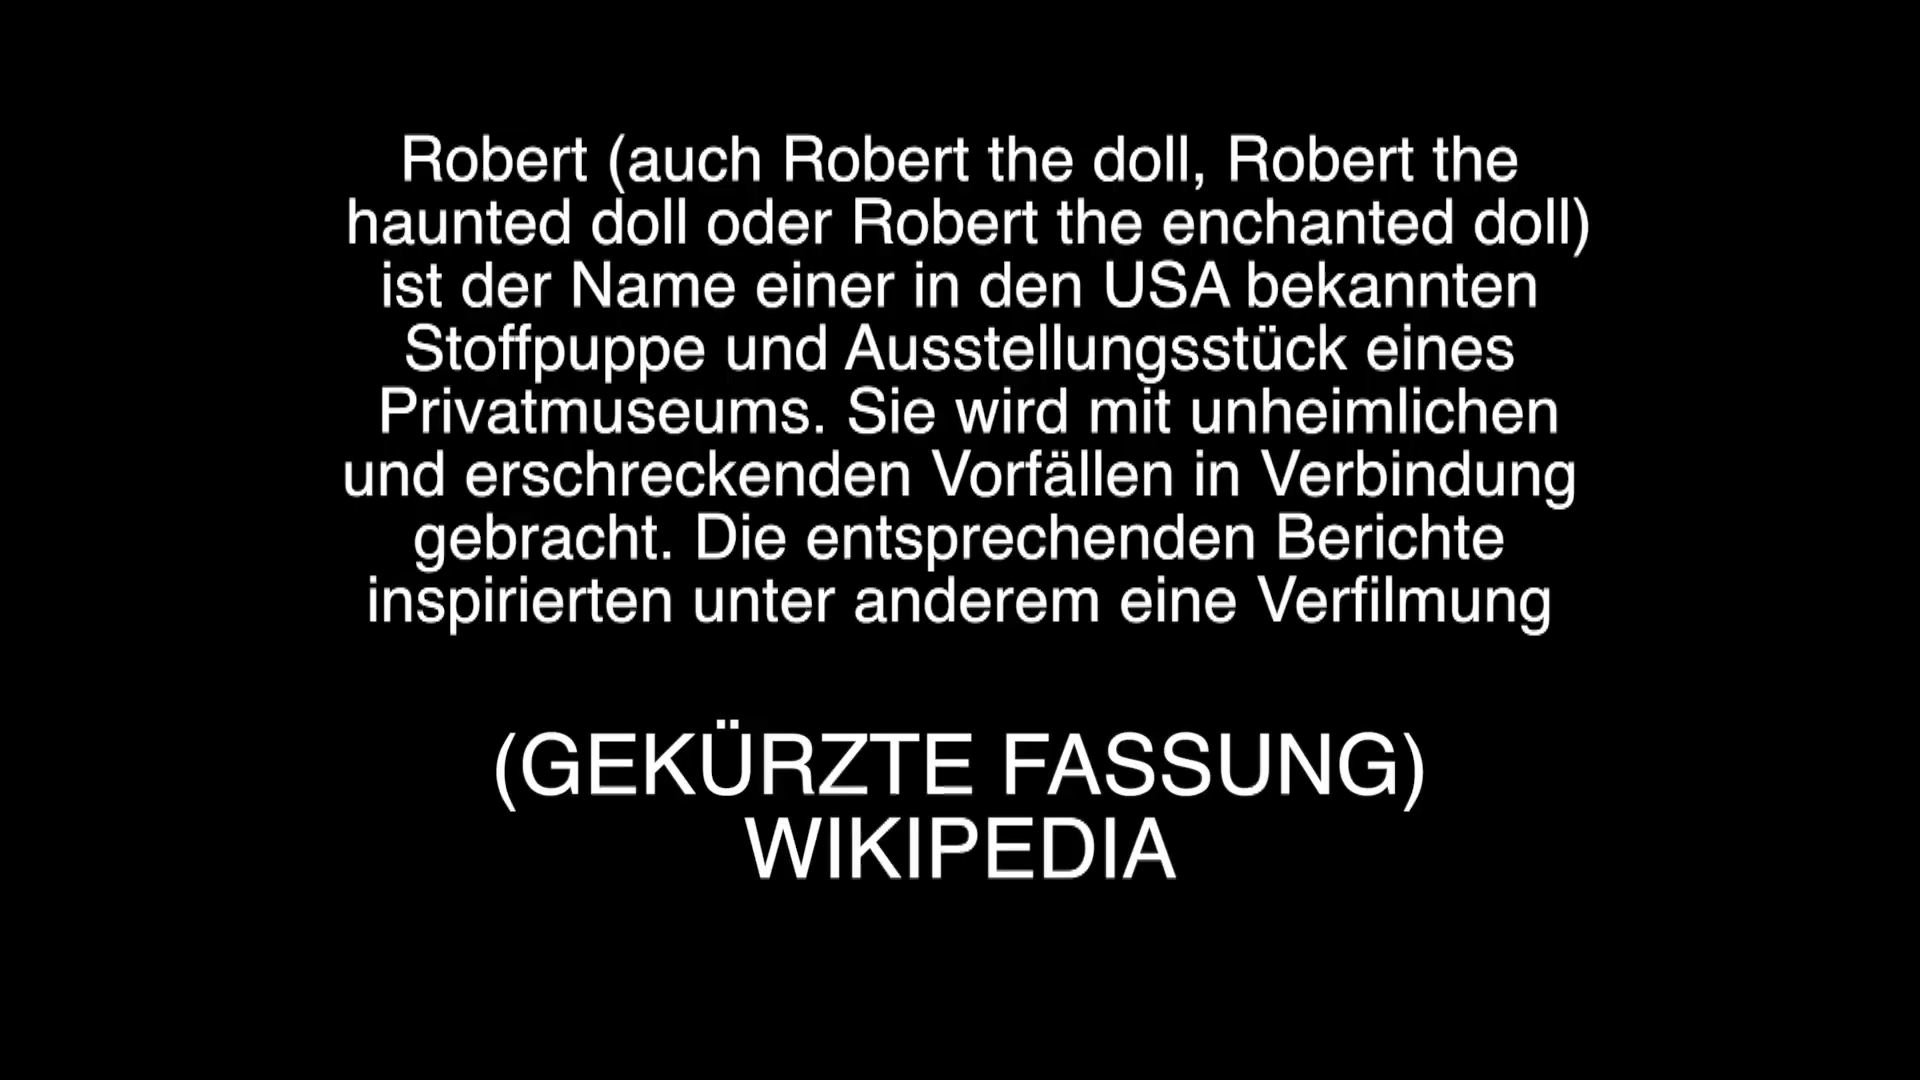 Robert (auch Robert the doll, Robert the
haunted doll oder Robert the enchanted doll)
ist der Name einer in den USA bekannten
Stoffpuppe und Ausstellungsstück eines
Privatmuseums. Sie wird mit unheimlichen
und erschreckenden Vorfällen in Verbindung
gebracht. Die entsprechenden Berichte
inspirierten unter anderem eine Verfilmung
(GEKÜRZTE FASSUNG)
WIKIPEDIA